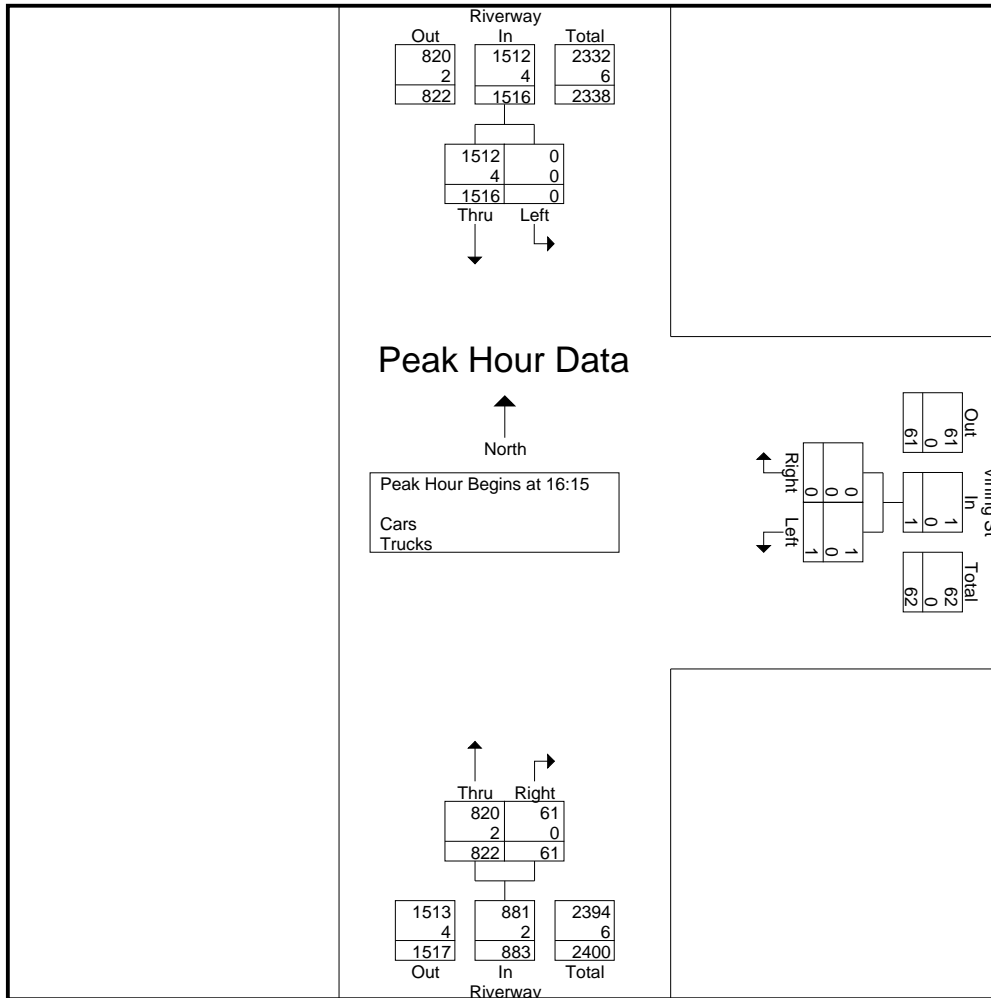 Riverway
Out In Total
820 1512 2332
2 4 6
822 1516 2338
1512 0
4 0
1516 0
Thru Left
Peak Hour Data
North
Peak Hour Begins at 16:15
Cars
Trucks
Vining St
Out In Total
61 1 62
0 0 0
61 1 62
Right Left
0 1
0 0
0 1
Thru Right
820 61
2 0
822 61
1513 881 2394
4 2 6
1517 883 2400
Out In Total
Riverway